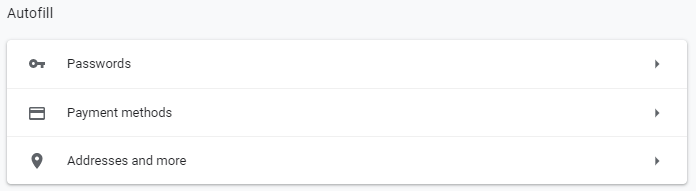 Autofill
Passwords
Payment methods
Addresses and more